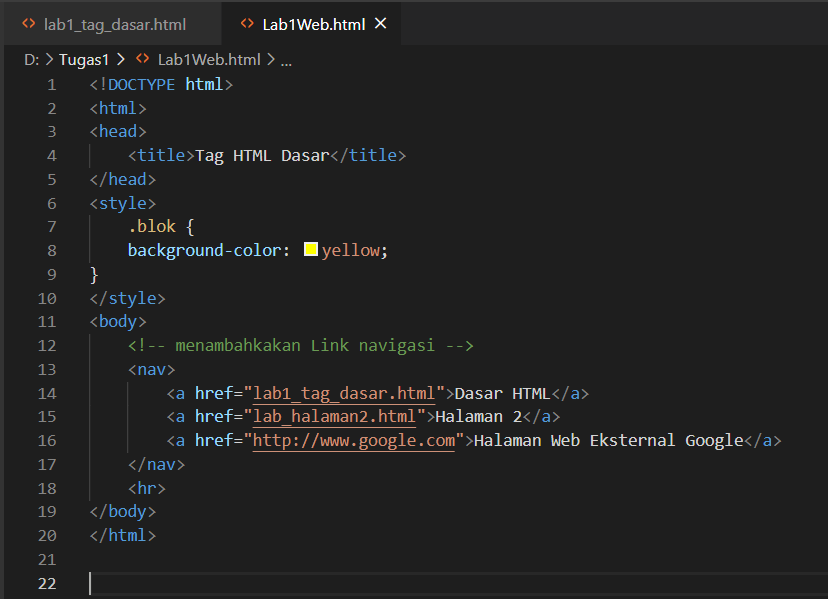 lab1_tag_dasar.html
Lab1Web.html
D: > Tugas1 > Lab1Web.html > ...
1 <!DOCTYPE html>
2 <html>
3 <head>
4     <title>Tag HTML Dasar</title>
5 </head>
6 <style>
7     .blok {
8     background-color: yellow;
9 }
10 </style>
11 <body>
12     <!-- menambahkakan Link navigasi -->
13     <nav>
14         <a href="lab1_tag_dasar.html">Dasar HTML</a>
15         <a href="lab_halaman2.html">Halaman 2</a>
16         <a href="http://www.google.com">Halaman Web Eksternal Google</a>
17     </nav>
18     <hr>
19 </body>
20 </html>
21
22